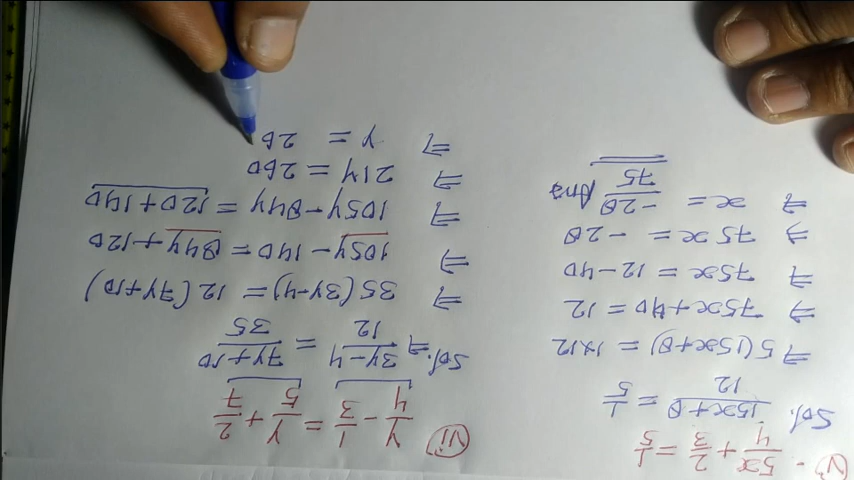 V. 5x/4 + 2/3 = 1/5
Sol. 15x+8/12 = 1/5
⇒ 5(15x+8) = 1×12
⇒ 75x+40 = 12
⇒ 75x = 12-40
⇒ 75x = -28
⇒ x = -28/75 Ans
vi) y/4 - 1/3 = y/5 + 2/7
Sol. ⇒ 3y-4/12 = 7y+10/35
⇒ 35(3y-4) = 12(7y+10)
⇒ 105y-140 = 84y+120
⇒ 105y-84y = 120+140
⇒ 21y = 260
⇒ y = 26